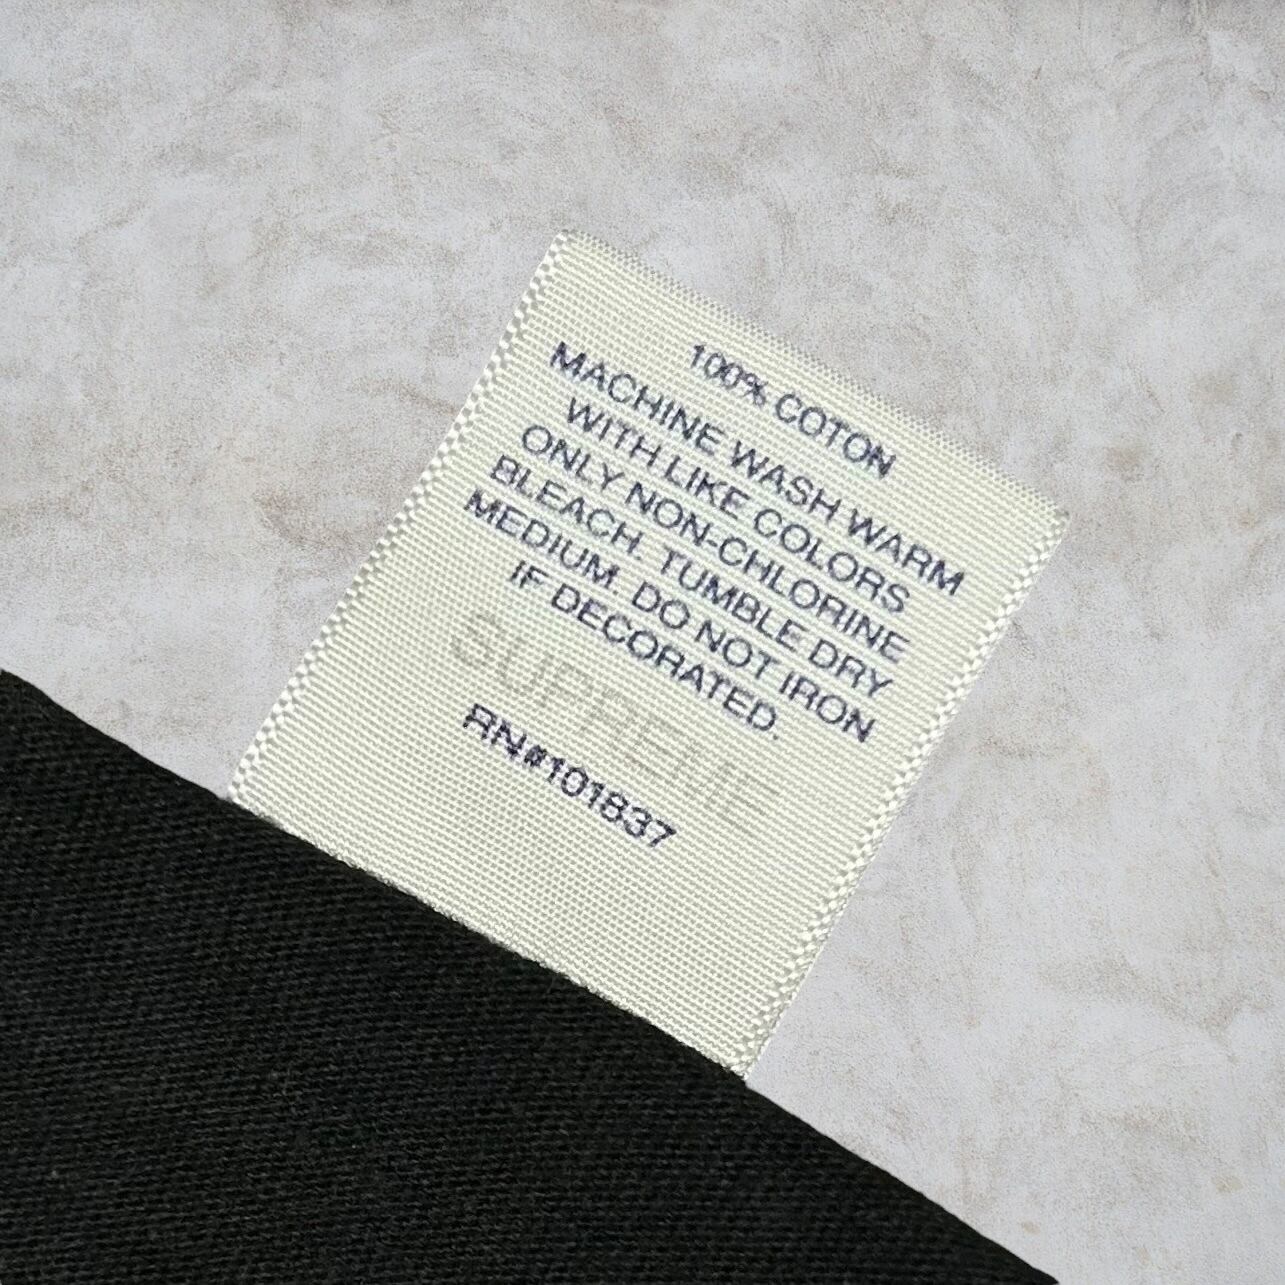 100% COTON
MACHINE WASH WARM
WITH LIKE COLORS
ONLY NON-CHLORINE
BLEACH. TUMBLE DRY
MEDIUM. DO NOT IRON
IF DECORATED.
SUPREME
RN#101837